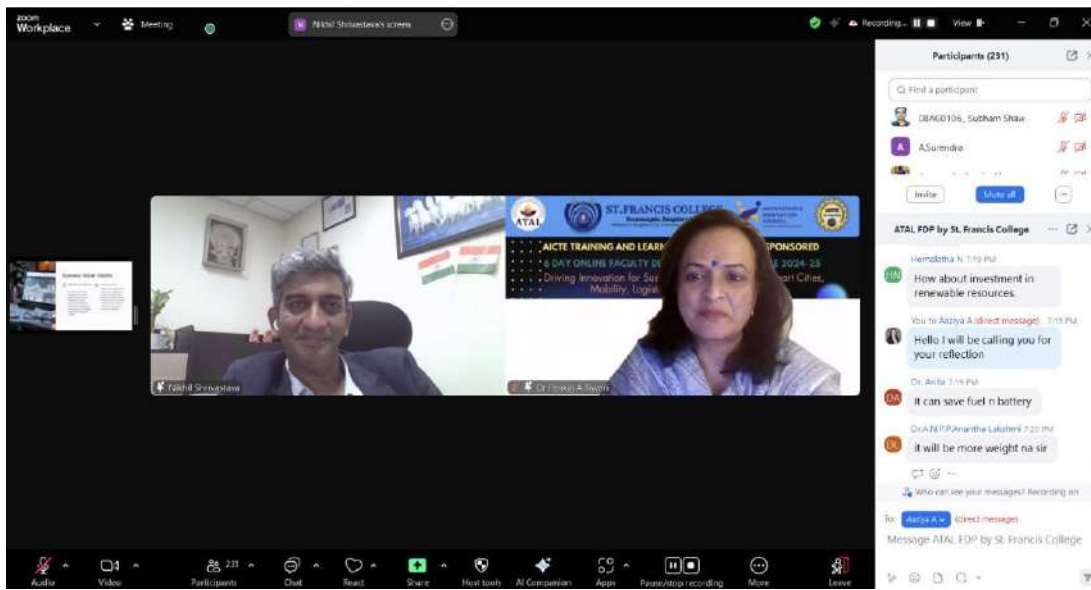 zoom
Workplace
Meeting
Nikhil Shrivastava's screen
Recording...
View
Participants (231)
Find a participant
Subham Shaw
A
A.Surendra
Invite
Mute all
ATAL FDP by St. Francis College
Hemalatha N 7:19 PM
HN
How about investment in
renewable resources.
You to Aaziya A (direct message) 7:19 PM
Hello I will be calling you for
your reflection
Dr. Anita 7:19 PM
DA
It can save fuel n battery
Dr.A.N.P.P.Anantha Lakshmi 7:20 PM
it will be more weight na sir
Who can see your messages? Recording on
To: Aaziya A (direct message)
Message ATAL FDP by St. Francis College
ATAL
ST.FRANCIS COLLEGE
AICTE TRAINING AND LEARN
SPONSORED
6 DAY ONLINE FACULTY DE
E 2024-25
Driving Innovation for Sus
art Cities,
Mobility, Logist
Nikhil Shrivastava
Audio
Video
231
Participants
Chat
React
Share
Host tools
AI Companion
Apps
Pause/stop recording
More
Leave